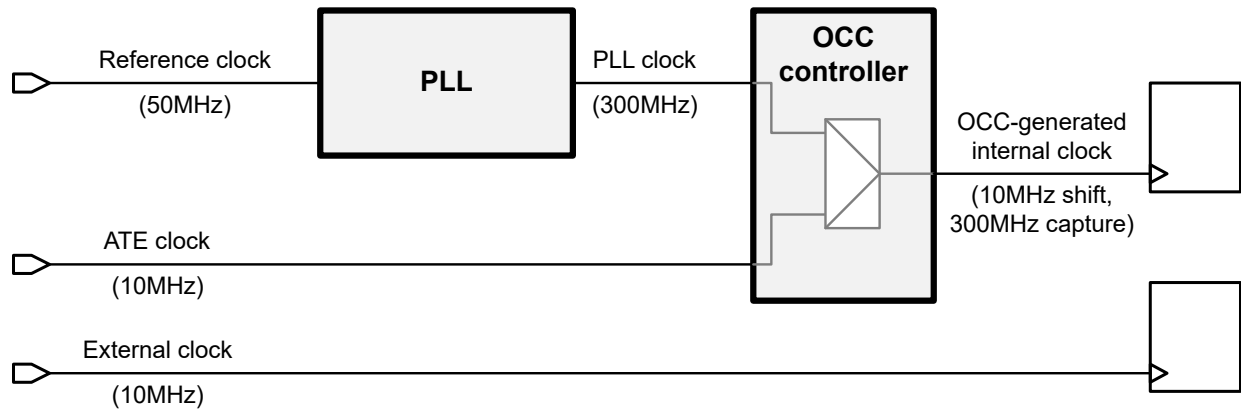 Reference clock
(50MHz)
PLL
PLL clock
(300MHz)
OCC
controller
OCC-generated
internal clock
(10MHz shift,
300MHz capture)
ATE clock
(10MHz)
External clock
(10MHz)